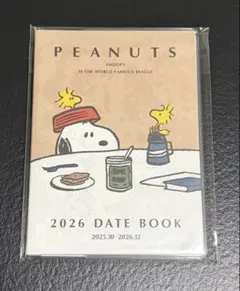 PEANUTS
SNOOPY
IS THE WORLD FAMOUS BEAGLE
2026 DATE BOOK
2025.10-2026.12